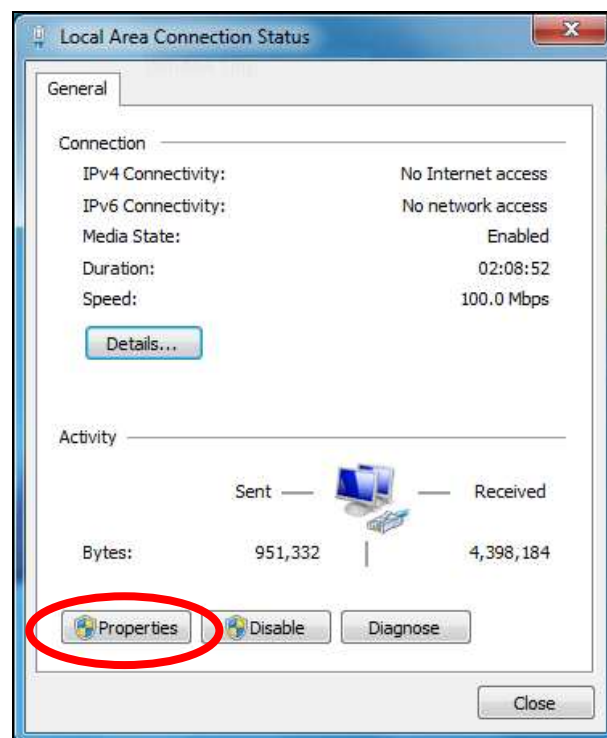 Local Area Connection Status
General
Connection
IPv4 Connectivity: No Internet access
IPv6 Connectivity: No network access
Media State: Enabled
Duration: 02:08:52
Speed: 100.0 Mbps
Details...
Activity
Sent Received
Bytes: 951,332 4,398,184
Properties Disable Diagnose
Close